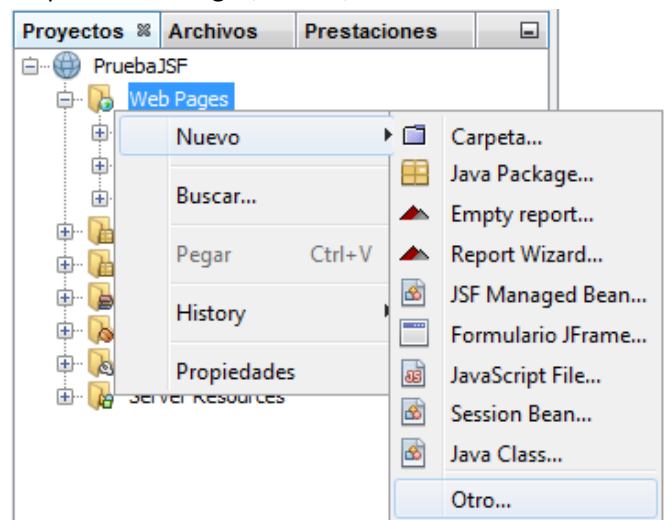 Proyectos Archivos Prestaciones
PruebaJSF
Web Pages
Nuevo
Buscar...
Pegar Ctrl+V
History
Propiedades
Server Resources
Carpeta...
Java Package...
Empty report...
Report Wizard...
JSF Managed Bean...
Formulario JFrame...
JavaScript File...
Session Bean...
Java Class...
Otro...